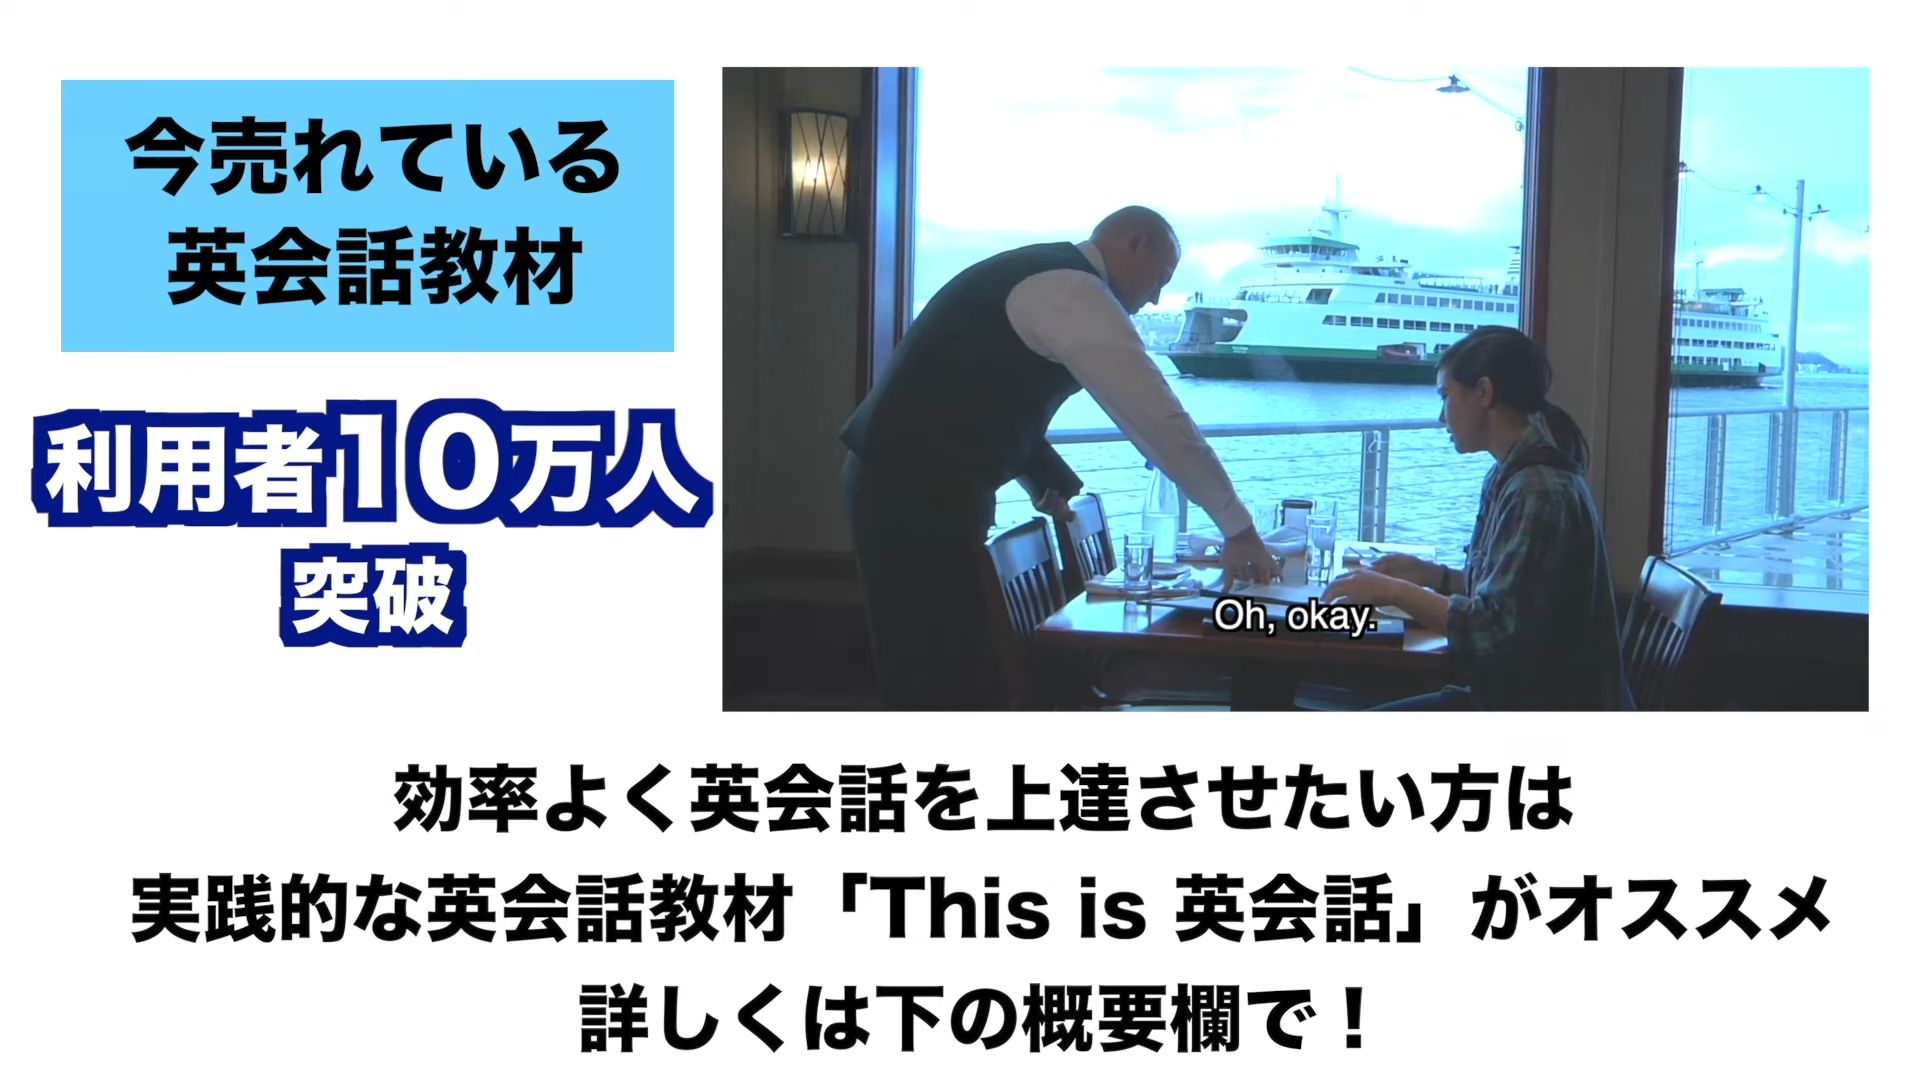 今売れている
英会話教材
利用者10万人
突破
Oh, okay.
効率よく英会話を上達させたい方は
実践的な英会話教材「This is 英会話」がオススメ
詳しくは下の概要欄で！